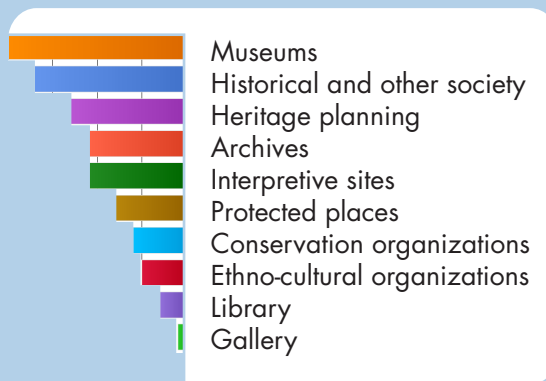 Museums
Historical and other society
Heritage planning
Archives
Interpretive sites
Protected places
Conservation organizations
Ethno-cultural organizations
Library
Gallery